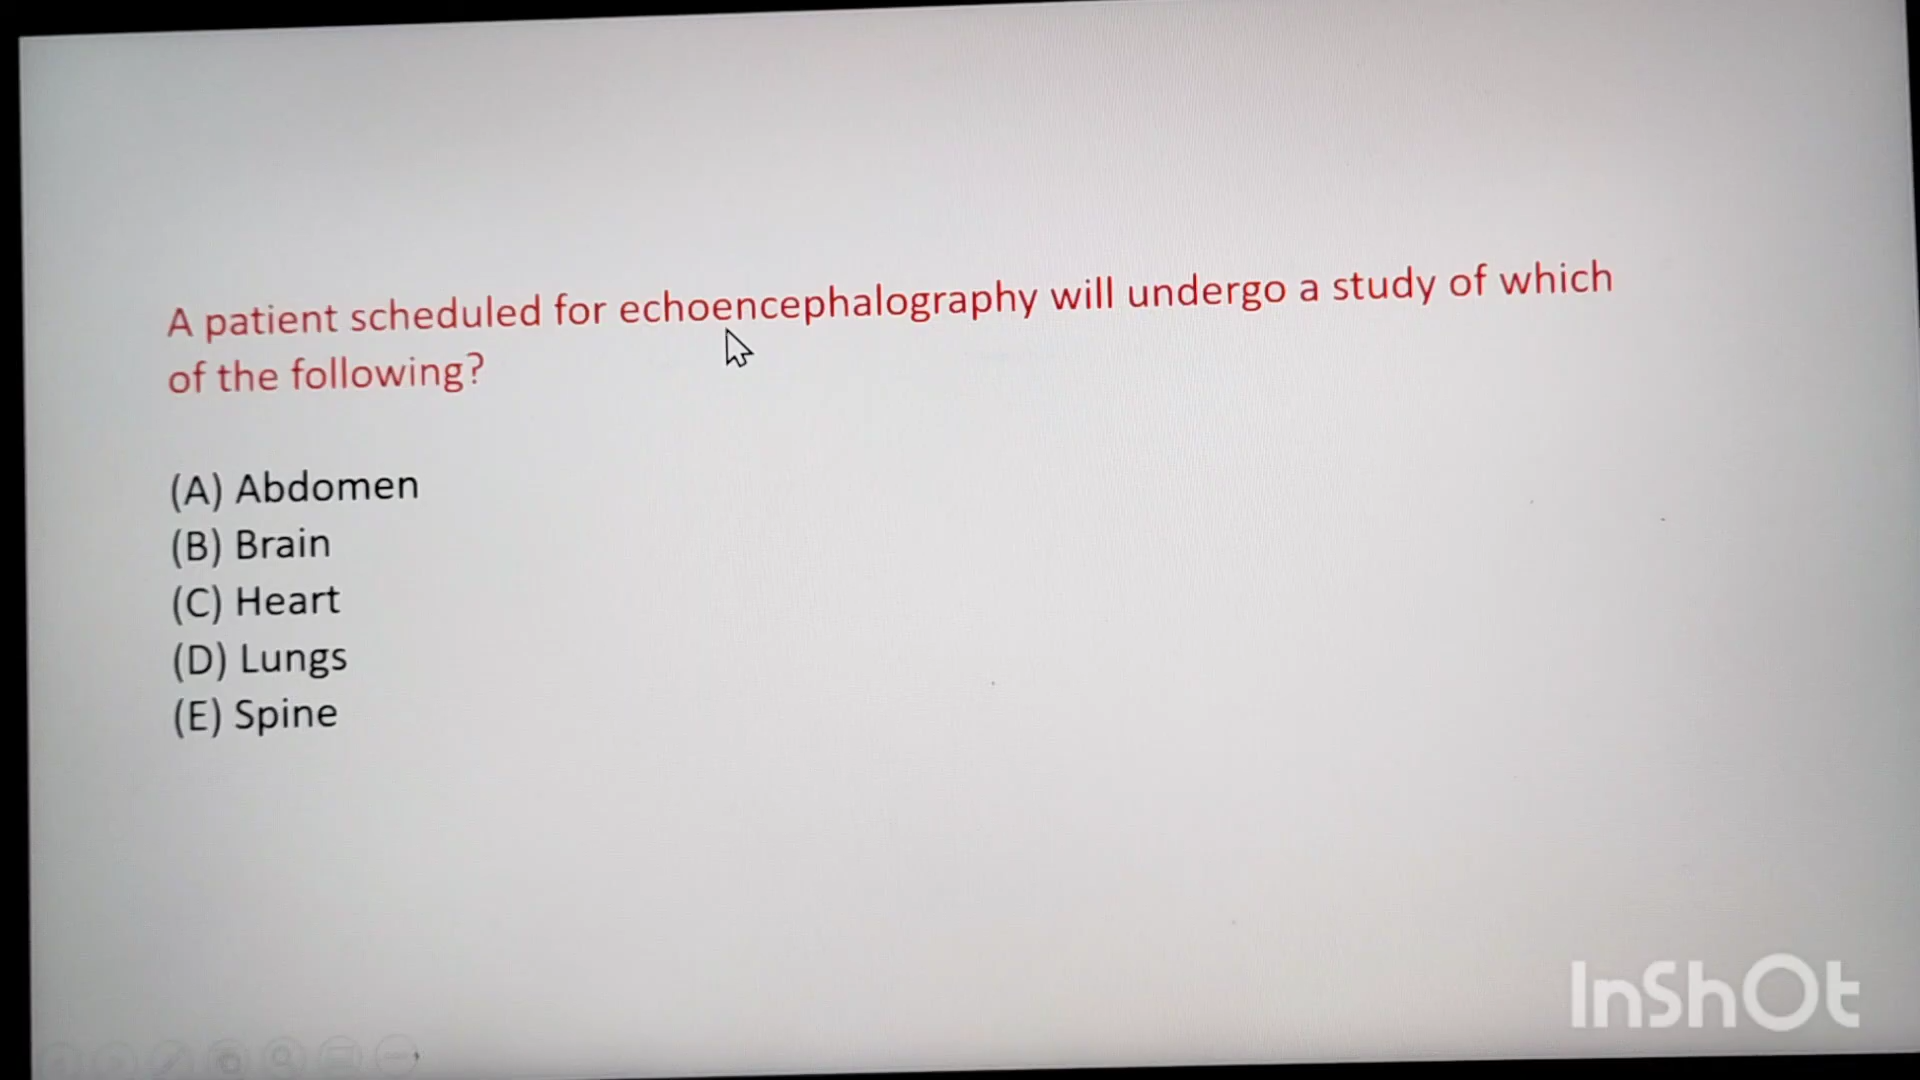 A patient scheduled for echoencephalography will undergo a study of which
of the following?
(A) Abdomen
(B) Brain
(C) Heart
(D) Lungs
(E) Spine
InShOt